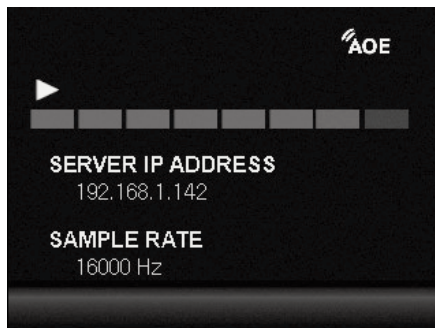 AOE
SERVER IP ADDRESS
192.168.1.142
SAMPLE RATE
16000 Hz